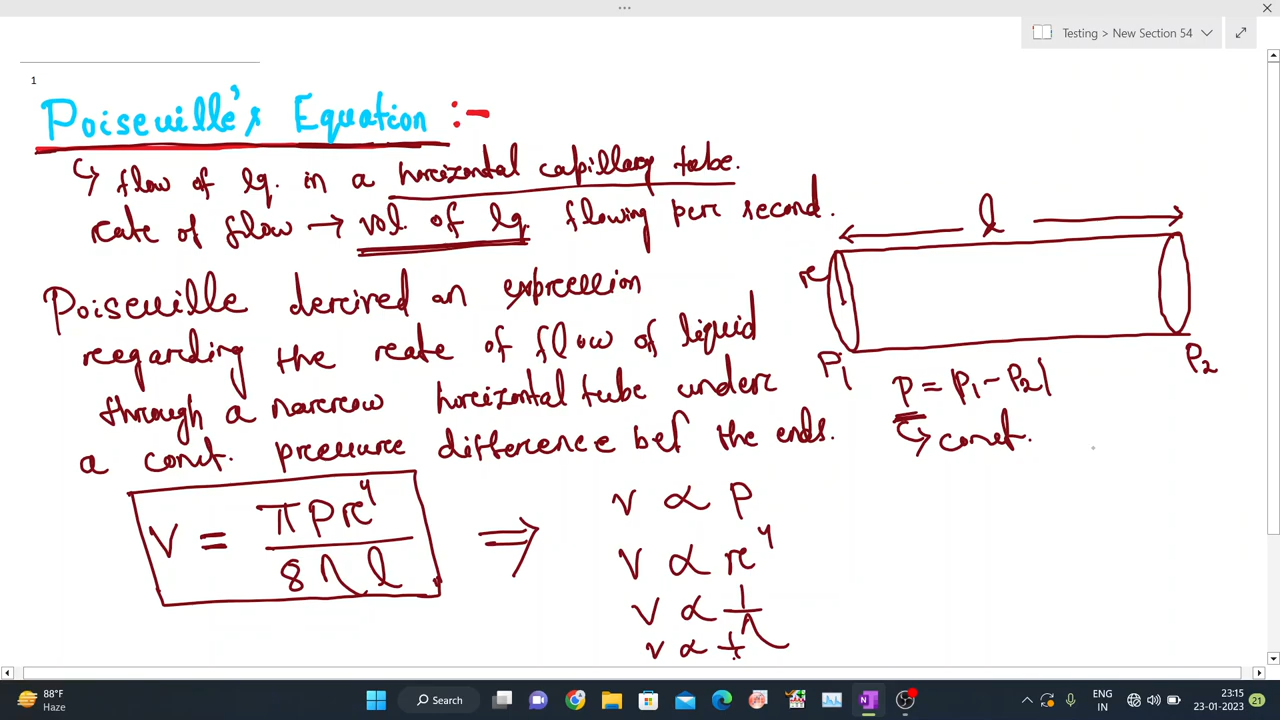 Testing > New Section 54
1
Poiseuille's Equation :-
↳ flow of lq. in a horizontal capillary tube.
rate of flow → vol. of lq. flowing per second.
Poiseuille derived an expression
regarding the rate of flow of liquid
through a narrow horizontal tube under
a const. pressure difference bet the ends.
V = πPr⁴ / 8ηl ⇒
V ∝ P
V ∝ r⁴
V ∝ 1/η
l
r
P₁
P₂
P = |P₁ - P₂|
↳ const.
88°F
Haze
Search
ENG
IN
23:15
23-01-2023
21